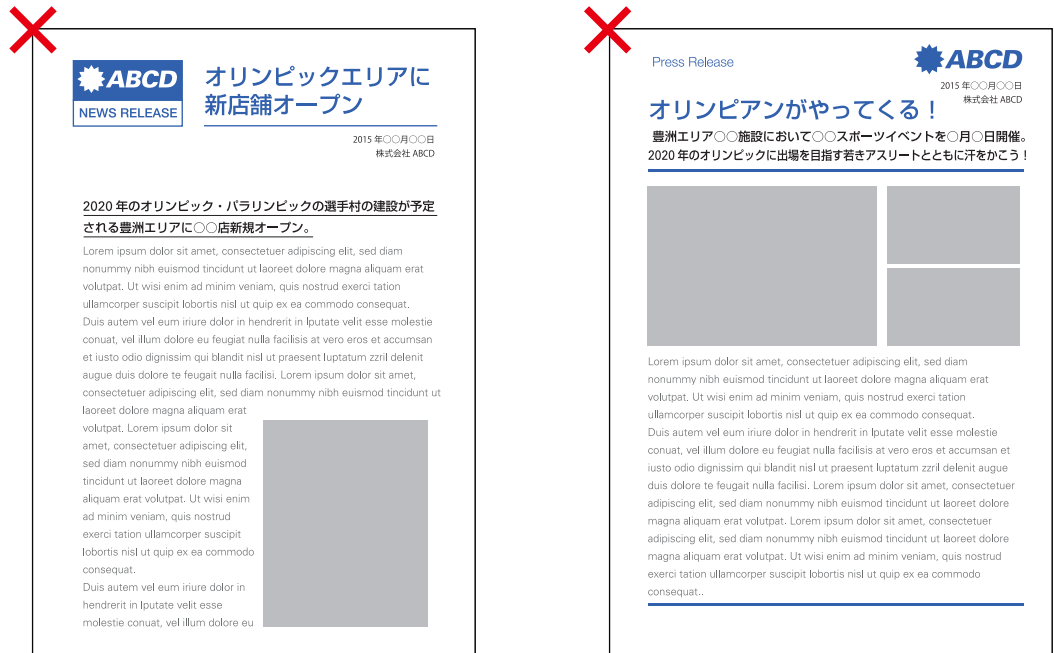 ABCD
NEWS RELEASE
オリンピックエリアに
新店舗オープン
2015 年○○月○○日
株式会社 ABCD
2020 年のオリンピック・パラリンピックの選手村の建設が予定
される豊洲エリアに○○店新規オープン。
Lorem ipsum dolor sit amet, consectetuer adipiscing elit, sed diam
nonummy nibh euismod tincidunt ut laoreet dolore magna aliquam erat
volutpat. Ut wisi enim ad minim veniam, quis nostrud exerci tation
ullamcorper suscipit lobortis nisl ut quip ex ea commodo consequat.
Duis autem vel eum iriure dolor in hendrerit in Iputate velit esse molestie
conuat, vel illum dolore eu feugiat nulla facilisis at vero eros et accumsan
et iusto odio dignissim qui blandit nisl ut praesent luptatum zzril delenit
augue duis dolore te feugait nulla facilisi. Lorem ipsum dolor sit amet,
consectetuer adipiscing elit, sed diam nonummy nibh euismod tincidunt ut
laoreet dolore magna aliquam erat
volutpat. Lorem ipsum dolor sit
amet, consectetuer adipiscing elit,
sed diam nonummy nibh euismod
tincidunt ut laoreet dolore magna
aliquam erat volutpat. Ut wisi enim
ad minim veniam, quis nostrud
exerci tation ullamcorper suscipit
lobortis nisl ut quip ex ea commodo
consequat.
Duis autem vel eum iriure dolor in
hendrerit in Iputate velit esse
molestie conuat, vel illum dolore eu
Press Release
ABCD
2015 年○○月○○日
株式会社 ABCD
オリンピアンがやってくる！
豊洲エリア○○施設において○○スポーツイベントを○月○日開催。
2020 年のオリンピックに出場を目指す若きアスリートとともに汗をかこう！
Lorem ipsum dolor sit amet, consectetuer adipiscing elit, sed diam
nonummy nibh euismod tincidunt ut laoreet dolore magna aliquam erat
volutpat. Ut wisi enim ad minim veniam, quis nostrud exerci tation
ullamcorper suscipit lobortis nisl ut quip ex ea commodo consequat.
Duis autem vel eum iriure dolor in hendrerit in Iputate velit esse molestie
conuat, vel illum dolore eu feugiat nulla facilisis at vero eros et accumsan et
iusto odio dignissim qui blandit nisl ut praesent luptatum zzril delenit augue
duis dolore te feugait nulla facilisi. Lorem ipsum dolor sit amet, consectetuer
adipiscing elit, sed diam nonummy nibh euismod tincidunt ut laoreet dolore
magna aliquam erat volutpat. Lorem ipsum dolor sit amet, consectetuer
adipiscing elit, sed diam nonummy nibh euismod tincidunt ut laoreet dolore
magna aliquam erat volutpat. Ut wisi enim ad minim veniam, quis nostrud
exerci tation ullamcorper suscipit lobortis nisl ut quip ex ea commodo
consequat..